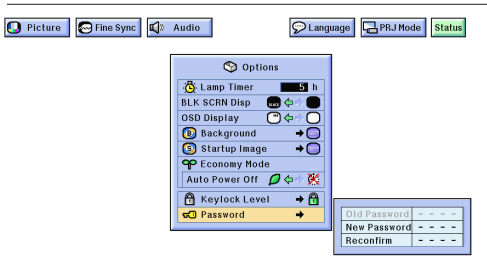 Picture
Fine Sync
Audio
Language
PRJ Mode
Status
Options
Lamp Timer 5 h
BLK SCRN Disp BLACK
OSD Display
Background
Startup Image
Economy Mode
Auto Power Off
Keylock Level
Password
Old Password - - - -
New Password - - - -
Reconfirm - - - -